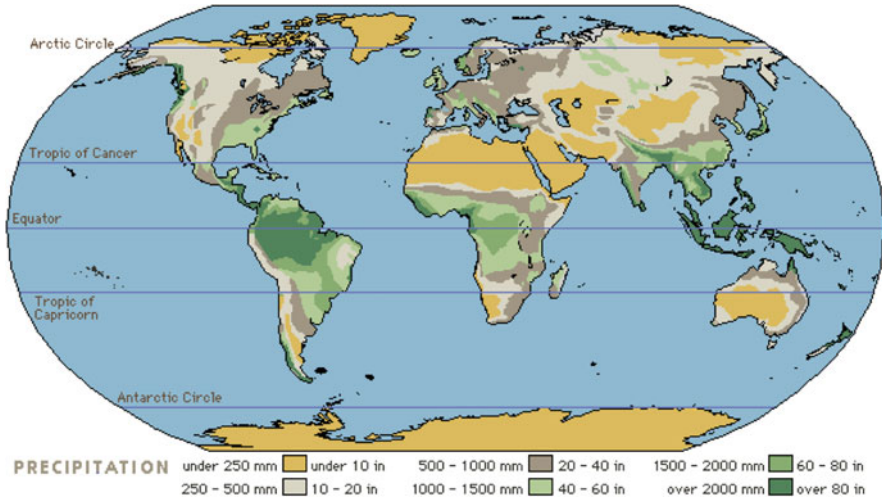 Arctic Circle
Tropic of Cancer
Equator
Tropic of
Capricorn
Antarctic Circle
PRECIPITATION under 250 mm under 10 in 500 - 1000 mm 20 - 40 in 1500 - 2000 mm 60 - 80 in
250 - 500 mm 10 - 20 in 1000 - 1500 mm 40 - 60 in over 2000 mm over 80 in